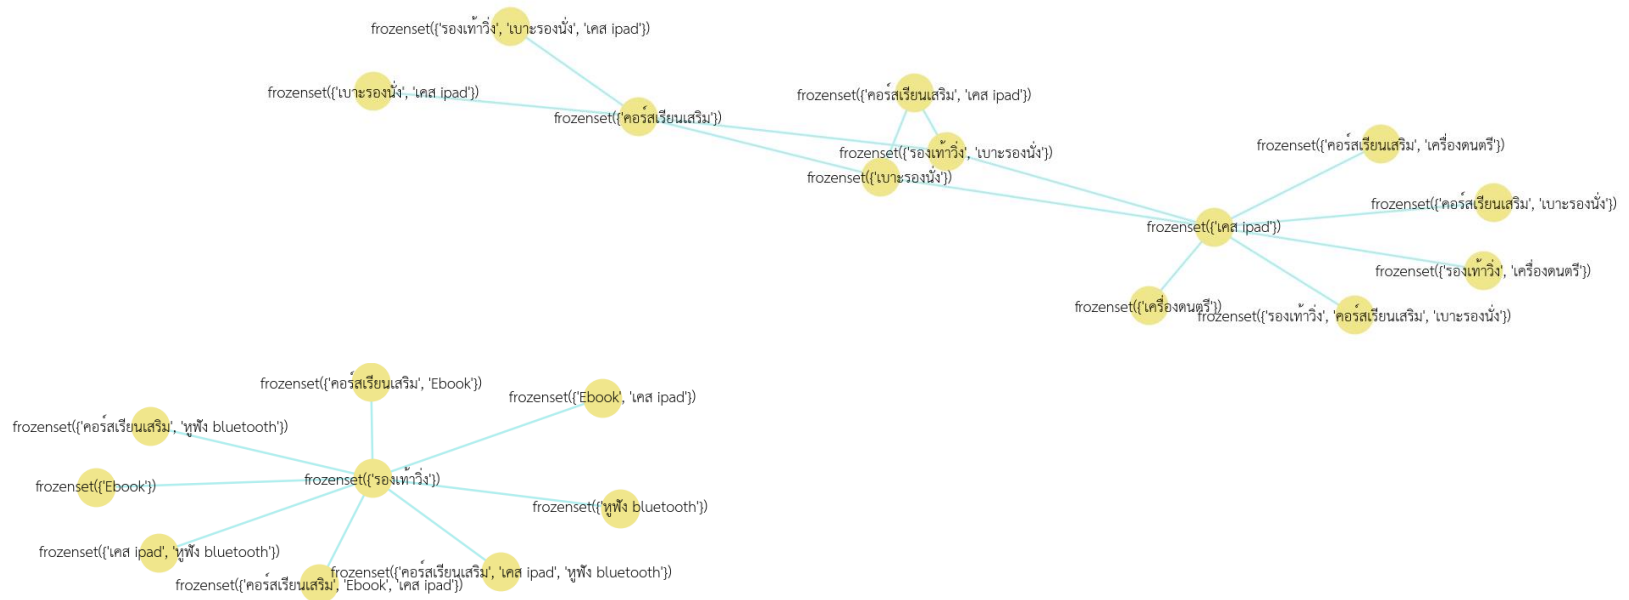 frozenset({'รองเท้าวิ่ง', 'เบาะรองนั่ง', 'เคส ipad'})
frozenset({'เบาะรองนั่ง', 'เคส ipad'})
frozenset({'คอร์สเรียนเสริม'})
frozenset({'คอร์สเรียนเสริม', 'เคส ipad'})
frozenset({'รองเท้าวิ่ง', 'เบาะรองนั่ง'})
frozenset({'เบาะรองนั่ง'})
frozenset({'คอร์สเรียนเสริม', 'เครื่องดนตรี'})
frozenset({'คอร์สเรียนเสริม', 'เบาะรองนั่ง'})
frozenset({'เคส ipad'})
frozenset({'รองเท้าวิ่ง', 'เครื่องดนตรี'})
frozenset({'เครื่องดนตรี'})
frozenset({'รองเท้าวิ่ง', 'คอร์สเรียนเสริม', 'เบาะรองนั่ง'})
frozenset({'คอร์สเรียนเสริม', 'Ebook'})
frozenset({'Ebook', 'เคส ipad'})
frozenset({'คอร์สเรียนเสริม', 'หูฟัง bluetooth'})
frozenset({'รองเท้าวิ่ง'})
frozenset({'Ebook'})
frozenset({'หูฟัง bluetooth'})
frozenset({'เคส ipad', 'หูฟัง bluetooth'})
frozenset({'คอร์สเรียนเสริม', 'เคส ipad', 'หูฟัง bluetooth'})
frozenset({'คอร์สเรียนเสริม', 'Ebook', 'เคส ipad'})